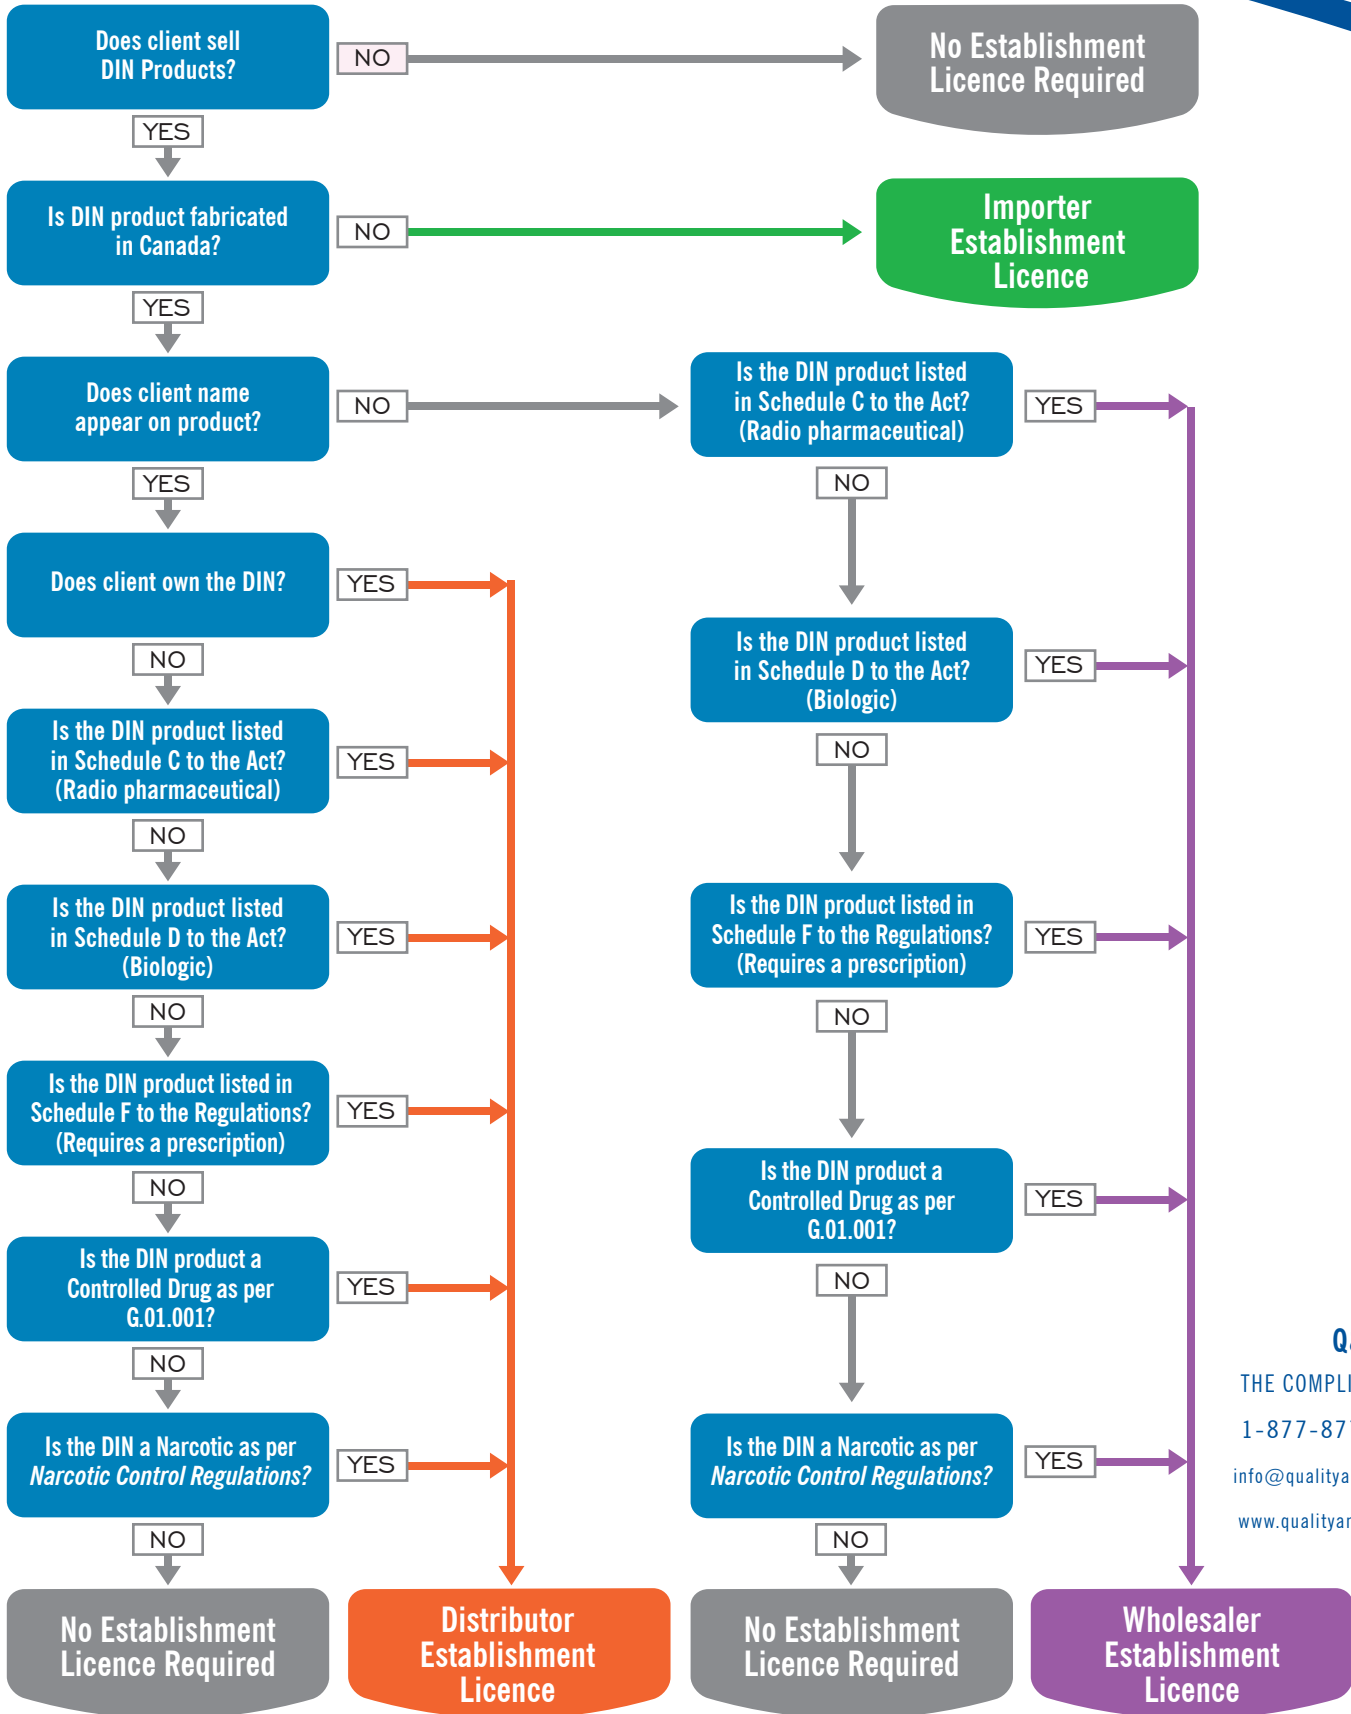 Does client sell
DIN Products?
NO
No Establishment
Licence Required
YES
Is DIN product fabricated
in Canada?
NO
Importer
Establishment
Licence
YES
Does client name
appear on product?
NO
Is the DIN product listed
in Schedule C to the Act?
(Radio pharmaceutical)
YES
YES
NO
Does client own the DIN?
YES
NO
Is the DIN product listed
in Schedule D to the Act?
(Biologic)
YES
Is the DIN product listed
in Schedule C to the Act?
(Radio pharmaceutical)
YES
NO
NO
Is the DIN product listed
in Schedule D to the Act?
(Biologic)
YES
Is the DIN product listed in
Schedule F to the Regulations?
(Requires a prescription)
YES
NO
NO
Is the DIN product listed in
Schedule F to the Regulations?
(Requires a prescription)
YES
NO
Is the DIN product a
Controlled Drug as per
G.01.001?
YES
Is the DIN product a
Controlled Drug as per
G.01.001?
YES
NO
NO
Is the DIN a Narcotic as per
Narcotic Control Regulations?
YES
Is the DIN a Narcotic as per
Narcotic Control Regulations?
YES
NO
NO
THE COMPLI
1-877-87
info@qualitya
www.qualityar
No Establishment
Licence Required
Distributor
Establishment
Licence
No Establishment
Licence Required
Wholesaler
Establishment
Licence